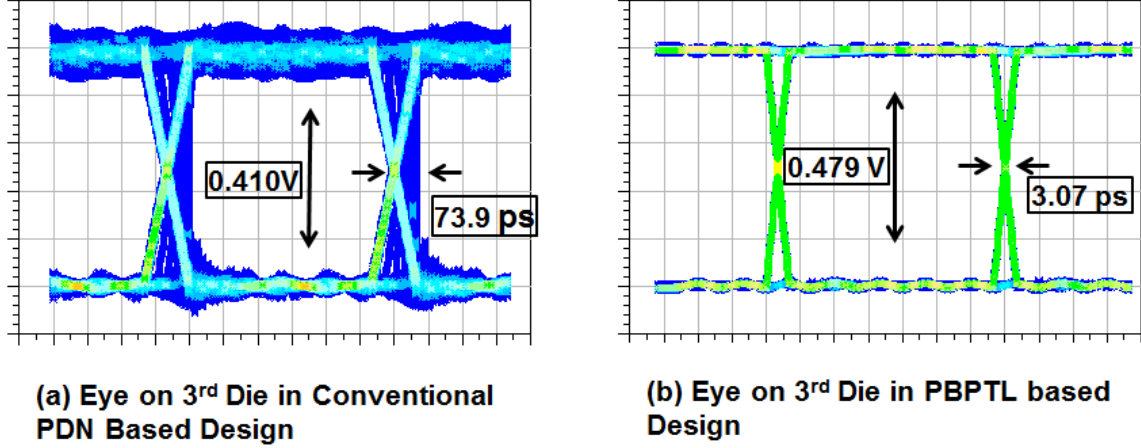 0.410V
73.9 ps
0.479 V
3.07 ps
(a) Eye on 3rd Die in Conventional
PDN Based Design
(b) Eye on 3rd Die in PBPTL based
Design